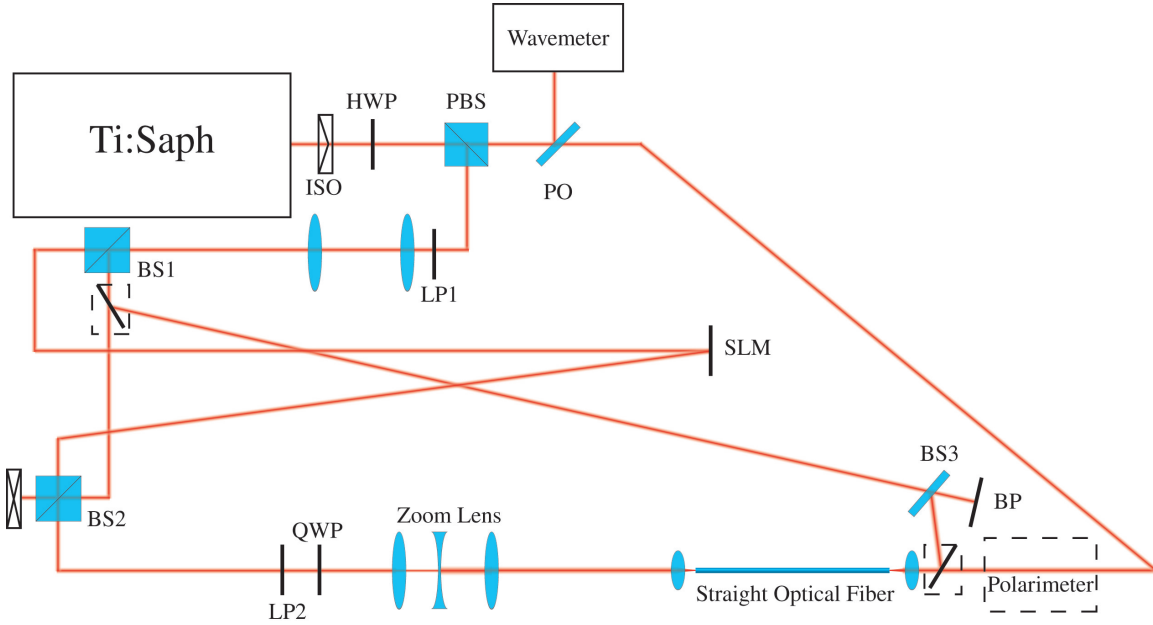 Wavemeter
HWP
PBS
Ti:Saph
ISO
PO
BS1
LP1
SLM
BS3
BP
BS2
QWP
Zoom Lens
LP2
Straight Optical Fiber
Polarimeter